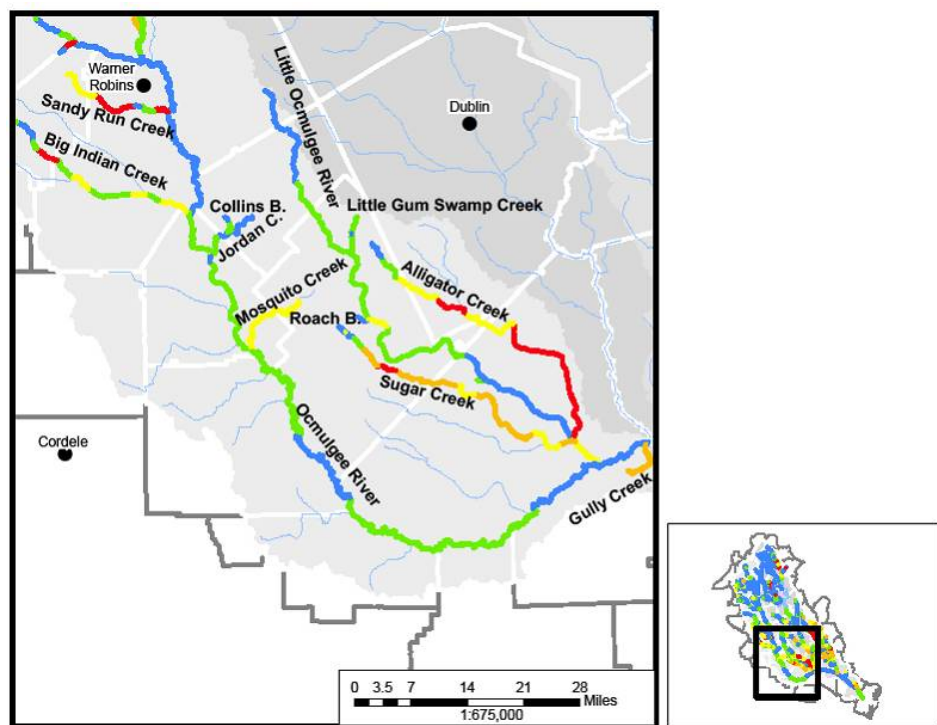 Warner
Robins
Sandy Run Creek
Big Indian Creek
Little Ocmulgee River
Dublin
Collins B.
Jordan C.
Little Gum Swamp Creek
Alligator Creek
Mosquito Creek
Roach B.
Sugar Creek
Ocmulgee River
Cordele
Gully Creek
0 3.5 7 14 21 28
Miles
1:675,000